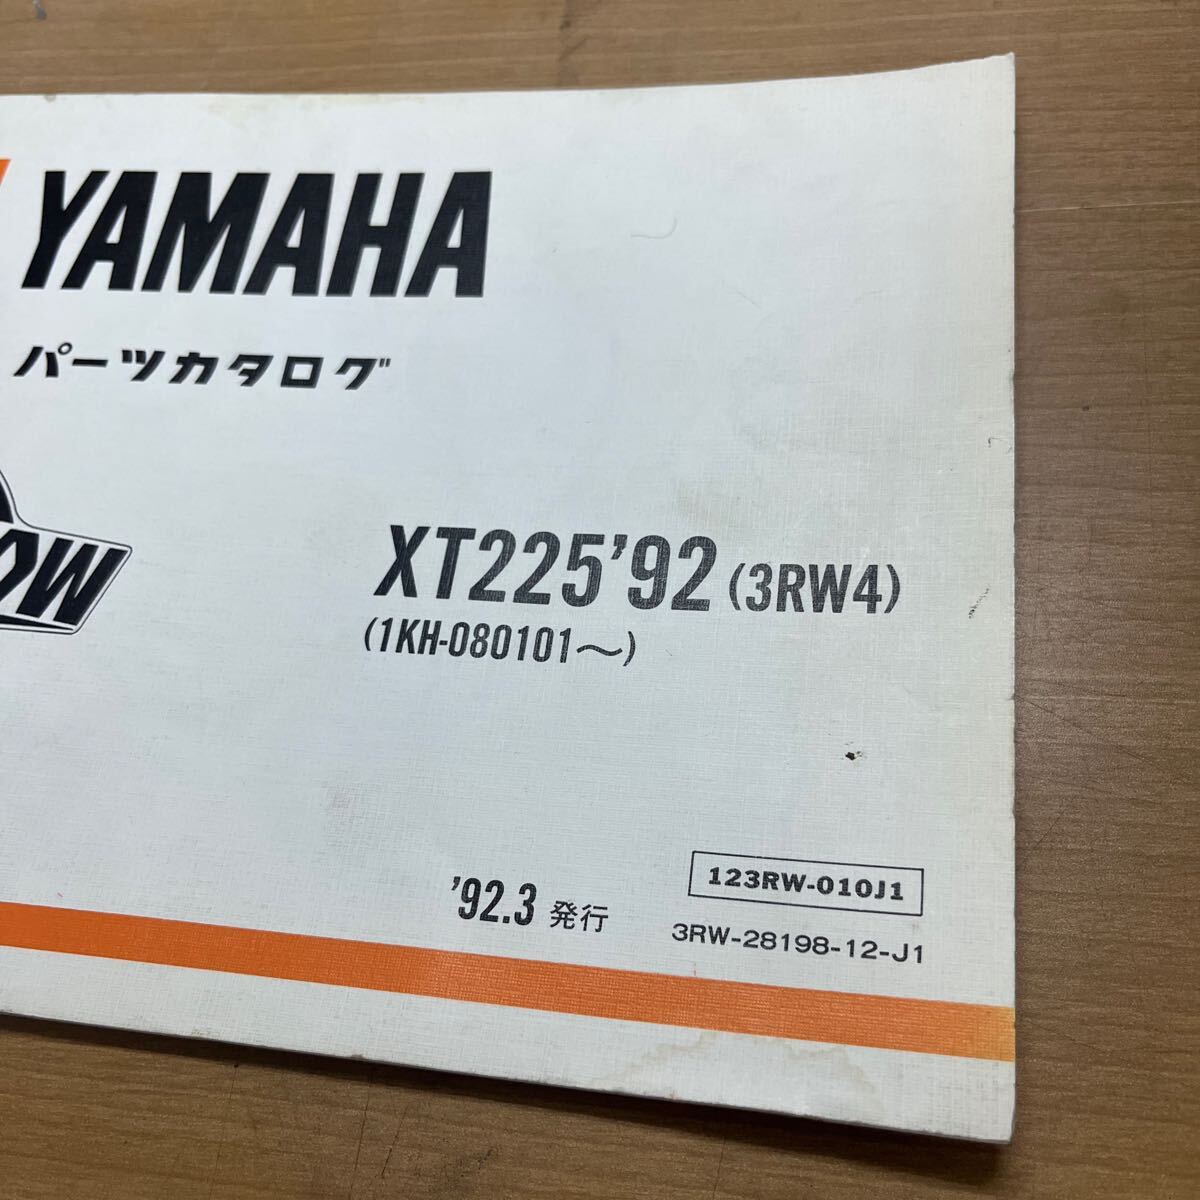 YAMAHA
パーツカタログ
XT225'92 (3RW4)
(1KH-080101〜)
'92.3 発行
123RW-010J1
3RW-28198-12-J1